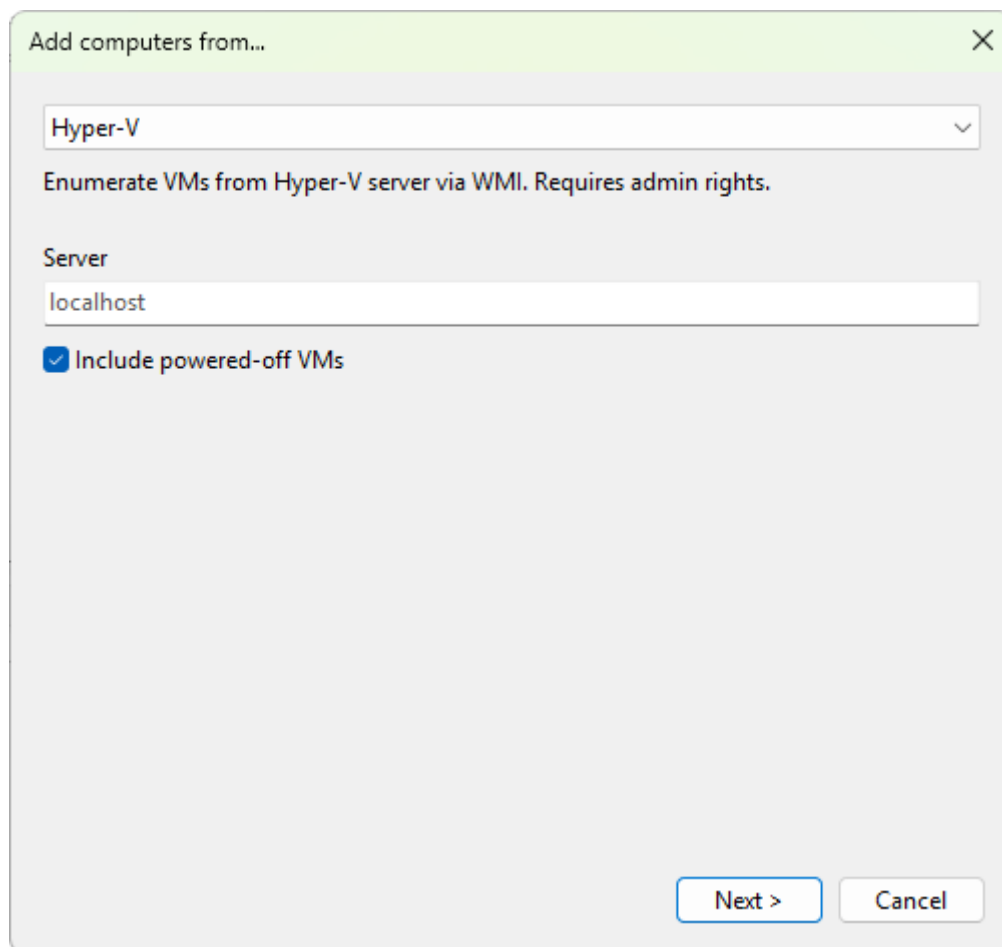 Add computers from...
Hyper-V
Enumerate VMs from Hyper-V server via WMI. Requires admin rights.
Server
localhost
Include powered-off VMs
Next >
Cancel